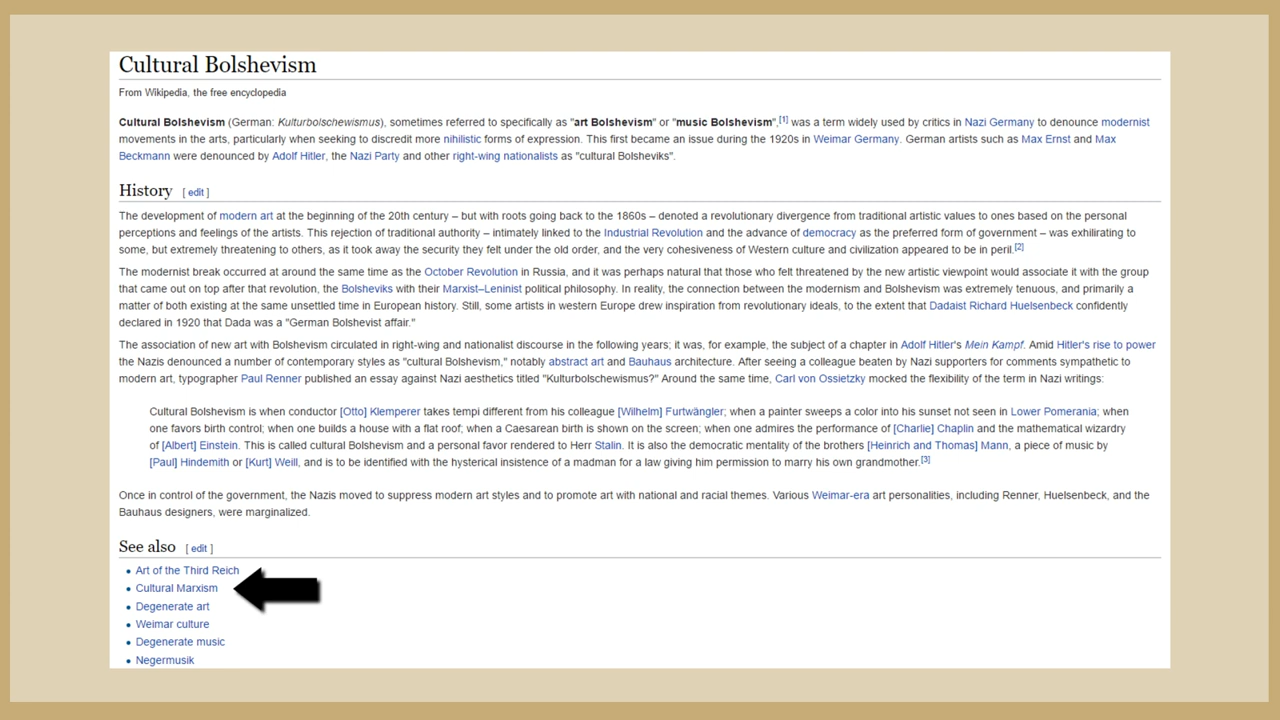 Cultural Bolshevism
From Wikipedia, the free encyclopedia
Cultural Bolshevism (German: Kulturbolschewismus), sometimes referred to specifically as "art Bolshevism" or "music Bolshevism",[1] was a term widely used by critics in Nazi Germany to denounce modernist
movements in the arts, particularly when seeking to discredit more nihilistic forms of expression. This first became an issue during the 1920s in Weimar Germany. German artists such as Max Ernst and Max
Beckmann were denounced by Adolf Hitler, the Nazi Party and other right-wing nationalists as "cultural Bolsheviks".
History [ edit ]
The development of modern art at the beginning of the 20th century – but with roots going back to the 1860s – denoted a revolutionary divergence from traditional artistic values to ones based on the personal
perceptions and feelings of the artists. This rejection of traditional authority – intimately linked to the Industrial Revolution and the advance of democracy as the preferred form of government – was exhilirating to
some, but extremely threatening to others, as it took away the security they felt under the old order, and the very cohesiveness of Western culture and civilization appeared to be in peril.[2]
The modernist break occurred at around the same time as the October Revolution in Russia, and it was perhaps natural that those who felt threatened by the new artistic viewpoint would associate it with the group
that came out on top after that revolution, the Bolsheviks with their Marxist–Leninist political philosophy. In reality, the connection between the modernism and Bolshevism was extremely tenuous, and primarily a
matter of both existing at the same unsettled time in European history. Still, some artists in western Europe drew inspiration from revolutionary ideals, to the extent that Dadaist Richard Huelsenbeck confidently
declared in 1920 that Dada was a "German Bolshevist affair."
The association of new art with Bolshevism circulated in right-wing and nationalist discourse in the following years; it was, for example, the subject of a chapter in Adolf Hitler's Mein Kampf. Amid Hitler's rise to power
the Nazis denounced a number of contemporary styles as "cultural Bolshevism," notably abstract art and Bauhaus architecture. After seeing a colleague beaten by Nazi supporters for comments sympathetic to
modern art, typographer Paul Renner published an essay against Nazi aesthetics titled "Kulturbolschewismus?" Around the same time, Carl von Ossietzky mocked the flexibility of the term in Nazi writings:
Cultural Bolshevism is when conductor [Otto] Klemperer takes tempi different from his colleague [Wilhelm] Furtwängler; when a painter sweeps a color into his sunset not seen in Lower Pomerania; when
one favors birth control; when one builds a house with a flat roof; when a Caesarean birth is shown on the screen; when one admires the performance of [Charlie] Chaplin and the mathematical wizardry
of [Albert] Einstein. This is called cultural Bolshevism and a personal favor rendered to Herr Stalin. It is also the democratic mentality of the brothers [Heinrich and Thomas] Mann, a piece of music by
[Paul] Hindemith or [Kurt] Weill, and is to be identified with the hysterical insistence of a madman for a law giving him permission to marry his own grandmother.[3]
Once in control of the government, the Nazis moved to suppress modern art styles and to promote art with national and racial themes. Various Weimar-era art personalities, including Renner, Huelsenbeck, and the
Bauhaus designers, were marginalized.
See also [ edit ]
Art of the Third Reich
Cultural Marxism
Degenerate art
Weimar culture
Degenerate music
Negermusik